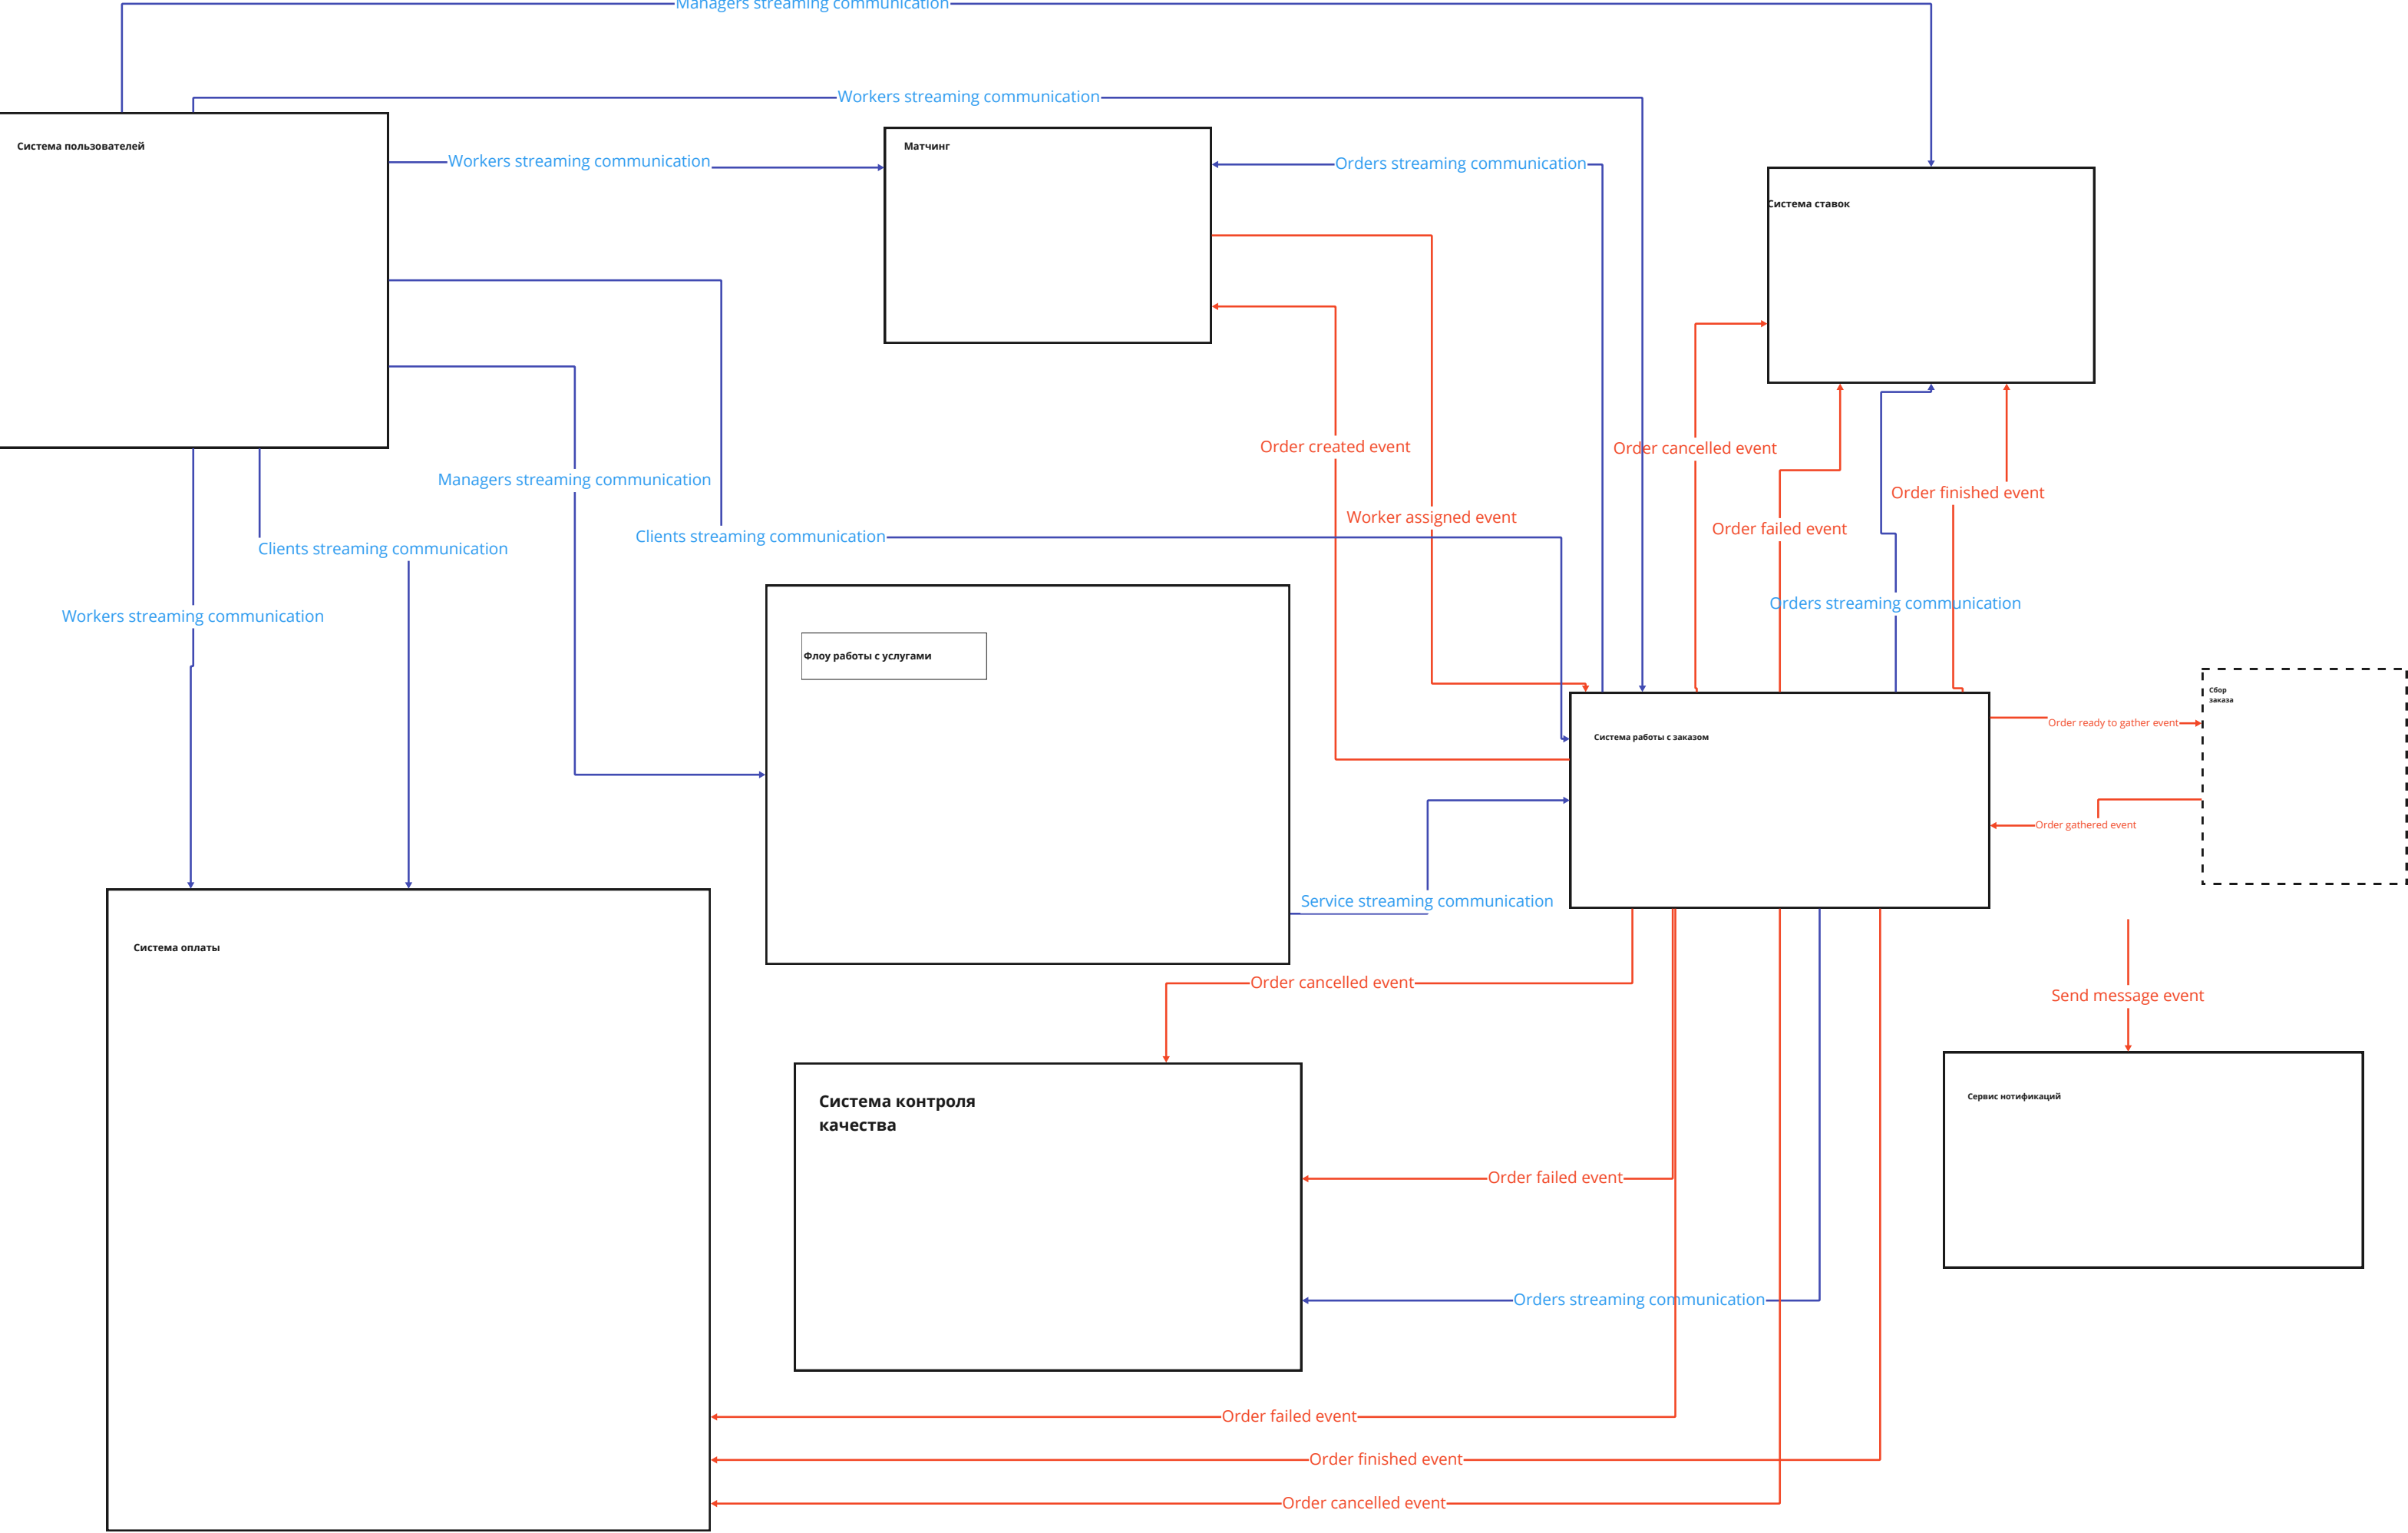 Managers streaming communication
Workers streaming communication
Система пользователей
Матчинг
Workers streaming communication
Orders streaming communication
Система ставок
Order created event
Order cancelled event
Managers streaming communication
Order finished event
Worker assigned event
Order failed event
Clients streaming communication
Clients streaming communication
Orders streaming communication
Workers streaming communication
Флоу работы с услугами
Сбор
заказа
Order ready to gather event
Система работы с заказом
Order gathered event
Service streaming communication
Система оплаты
Order cancelled event
Send message event
Система контроля
качества
Сервис нотификаций
Order failed event
Orders streaming communication
Order failed event
Order finished event
Order cancelled event